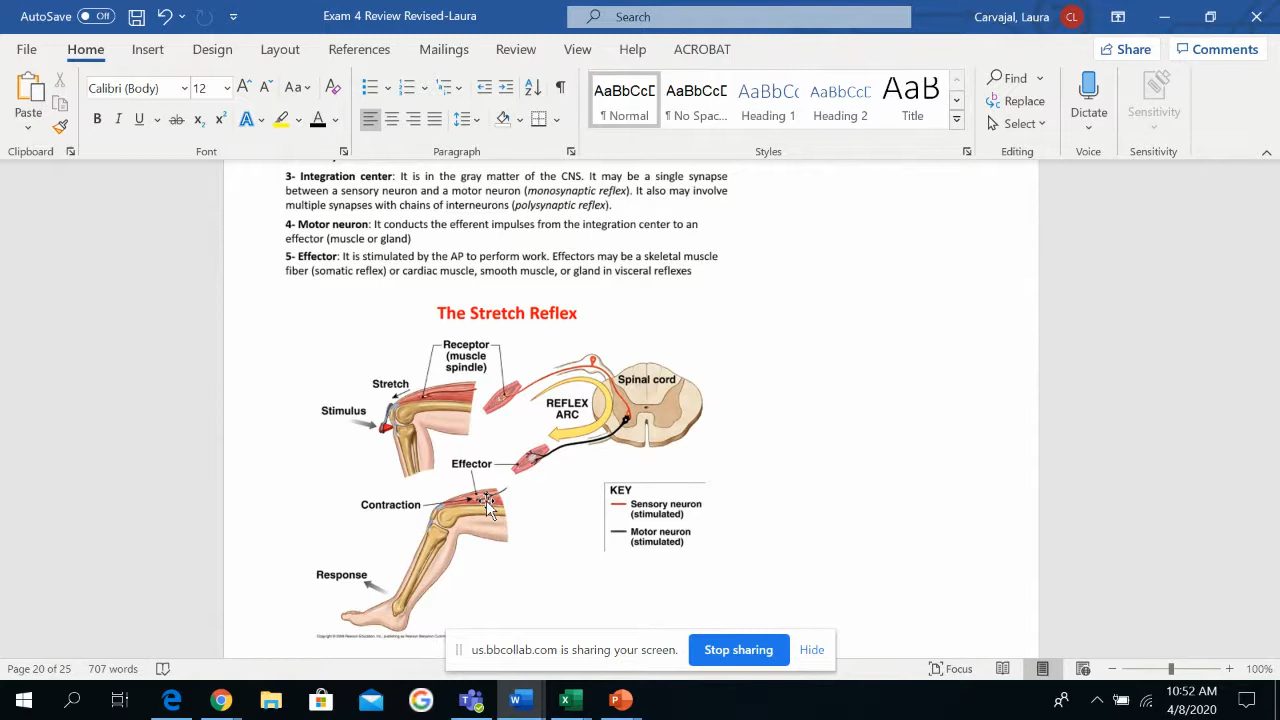 AutoSave Off
Exam 4 Revised-Laura
Search
Carvajal, Laura CL
File Home Insert Design Layout References Mailings Review View Help ACROBAT
Share Comments
Calibri (Body) 12
Aa
AaBbCcD AaBbCcD AaBbCc AaBbCcD AaB
¶ Normal ¶ No Spac... Heading 1 Heading 2 Title
Find
Replace
Select
Paste
Dictate
Sensitivity
Clipboard Font Paragraph Styles Editing Voice Sensitivity
3- Integration center: It is in the gray matter of the CNS. It may be a single synapse
between a sensory neuron and a motor neuron (monosynaptic reflex). It also may involve
multiple synapses with chains of interneurons (polysynaptic reflex).
4- Motor neuron: It conducts the efferent impulses from the integration center to an
effector (muscle or gland)
5- Effector: It is stimulated by the AP to perform work. Effectors may be a skeletal muscle
fiber (somatic reflex) or cardiac muscle, smooth muscle, or gland in visceral reflexes
The Stretch Reflex
Receptor
(muscle
spindle)
Stretch
Stimulus
Spinal cord
REFLEX
ARC
Effector
Contraction
Response
KEY
Sensory neuron
(stimulated)
Motor neuron
(stimulated)
us.bbcollab.com is sharing your screen.
Stop sharing
Hide
Page 20 of 25 707 words
Focus
100%
10:52 AM
4/8/2020